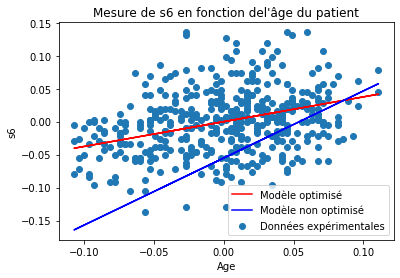 Mesure de s6 en fonction del'âge du patient
0.15
0.10
0.05
0.00
−0.05
−0.10
−0.15
s6
Modèle optimisé
Modèle non optimisé
Données expérimentales
−0.10
−0.05
0.00
0.05
0.10
Age